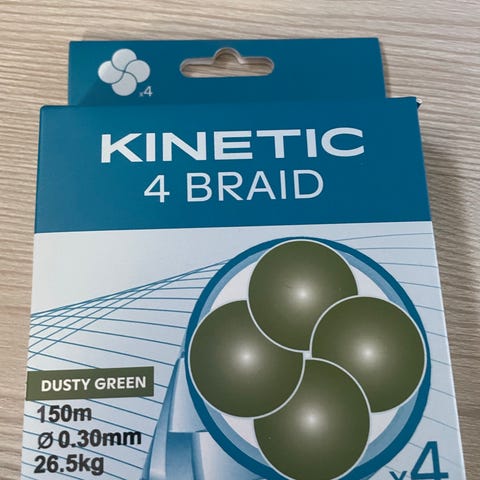 x4
KINETIC
4 BRAID
DUSTY GREEN
150m
Ø 0.30mm
26.5kg
x4